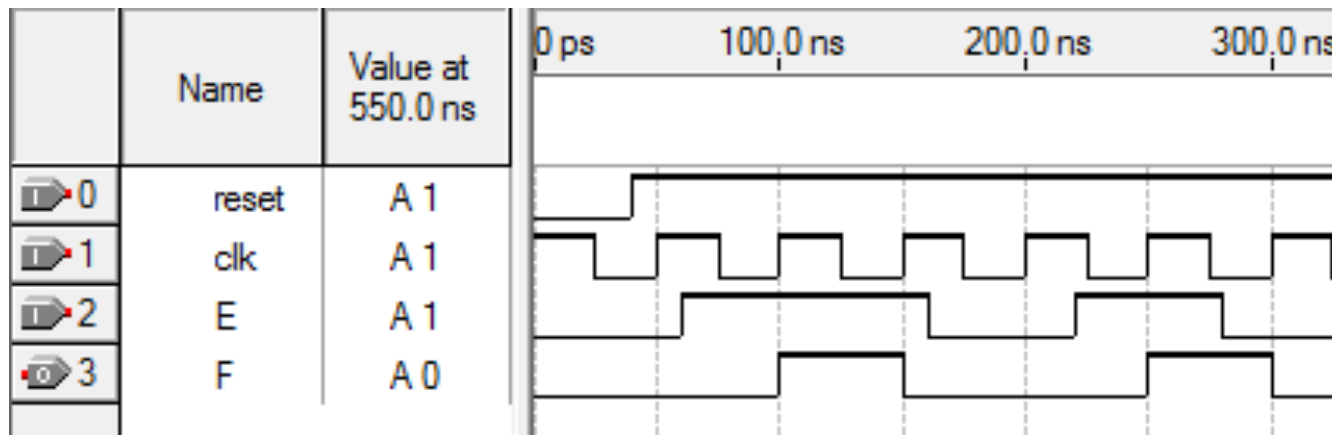 Name
Value at
550.0 ns
0 ps 100.0 ns 200.0 ns 300.0 ns
0 reset A 1
1 clk A 1
2 E A 1
3 F A 0